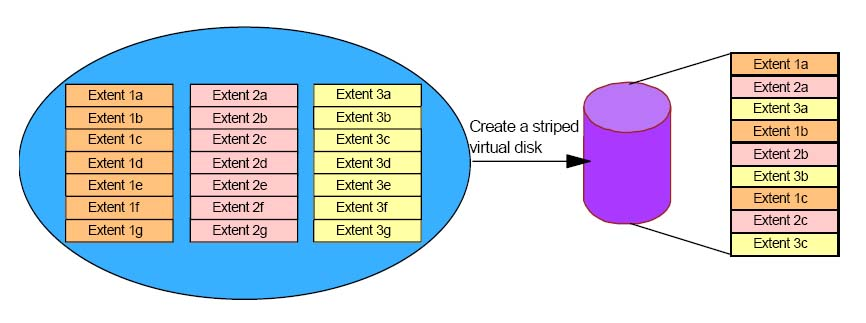 Extent 1a Extent 2a Extent 3a
Extent 1b Extent 2b Extent 3b
Extent 1c Extent 2c Extent 3c
Extent 1d Extent 2d Extent 3d
Extent 1e Extent 2e Extent 3e
Extent 1f Extent 2f Extent 3f
Extent 1g Extent 2g Extent 3g
Create a striped
virtual disk
Extent 1a
Extent 2a
Extent 3a
Extent 1b
Extent 2b
Extent 3b
Extent 1c
Extent 2c
Extent 3c